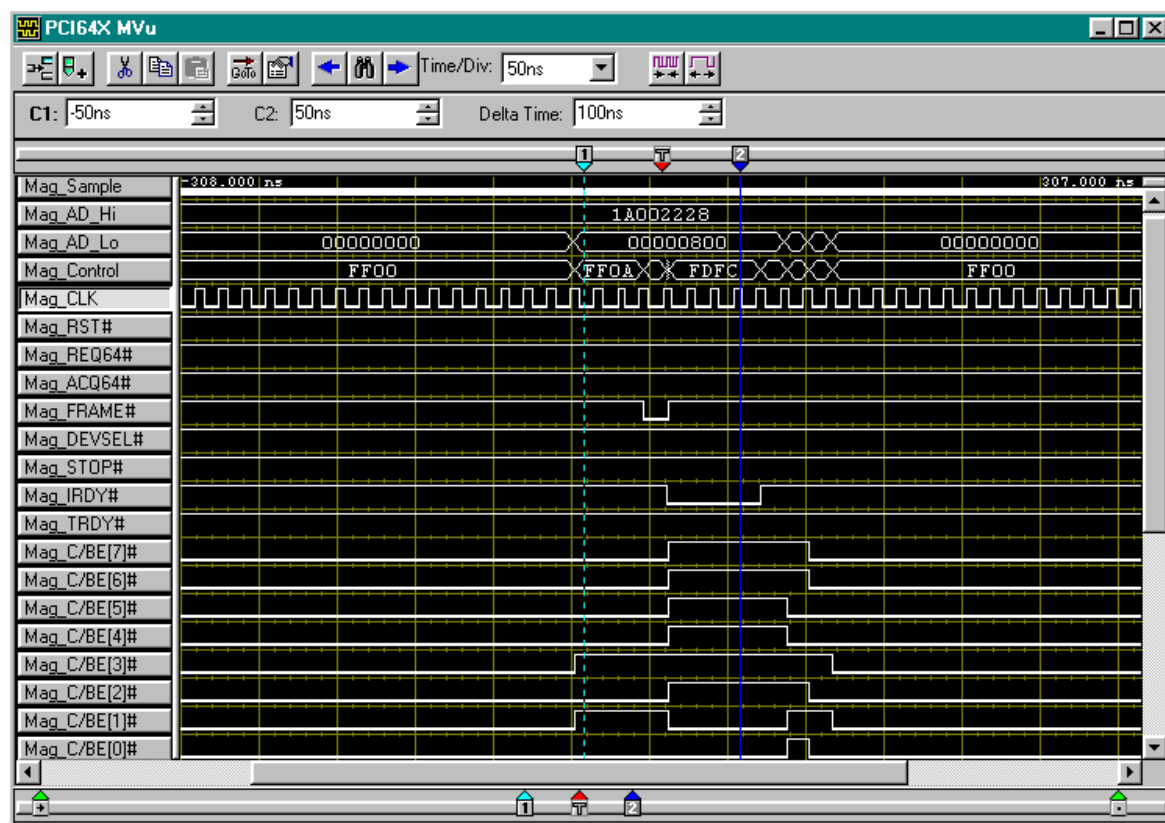 PCI64X MVu
GoTo Time/Div: 50ns
C1: -50ns C2: 50ns Delta Time: 100ns
1 T 2
Mag_Sample -308.000 ns 307.000 ns
Mag_AD_Hi 1A002228
Mag_AD_Lo 00000000 00000800 00000000
Mag_Control FF00 FF0A FDFC FF00
Mag_CLK
Mag_RST#
Mag_REQ64#
Mag_ACQ64#
Mag_FRAME#
Mag_DEVSEL#
Mag_STOP#
Mag_IRDY#
Mag_TRDY#
Mag_C/BE[7]#
Mag_C/BE[6]#
Mag_C/BE[5]#
Mag_C/BE[4]#
Mag_C/BE[3]#
Mag_C/BE[2]#
Mag_C/BE[1]#
Mag_C/BE[0]#
1 T 2